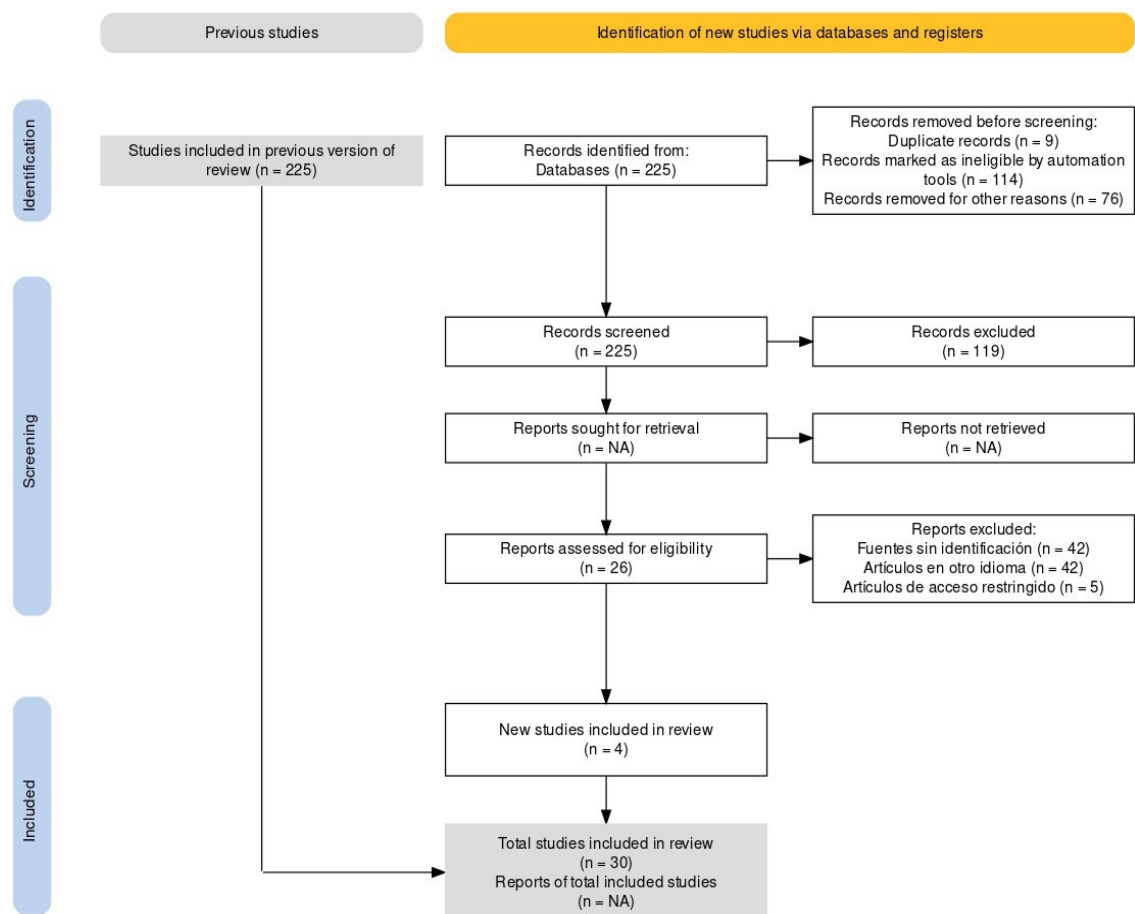 Previous studies
Identification of new studies via databases and registers
Identification
Studies included in previous version of
review (n = 225)
Records identified from:
Databases (n = 225)
Records removed before screening:
Duplicate records (n = 9)
Records marked as ineligible by automation
tools (n = 114)
Records removed for other reasons (n = 76)
Screening
Records screened
(n = 225)
Records excluded
(n = 119)
Reports sought for retrieval
(n = NA)
Reports not retrieved
(n = NA)
Reports assessed for eligibility
(n = 26)
Reports excluded:
Fuentes sin identificación (n = 42)
Artículos en otro idioma (n = 42)
Artículos de acceso restringido (n = 5)
Included
New studies included in review
(n = 4)
Total studies included in review
(n = 30)
Reports of total included studies
(n = NA)